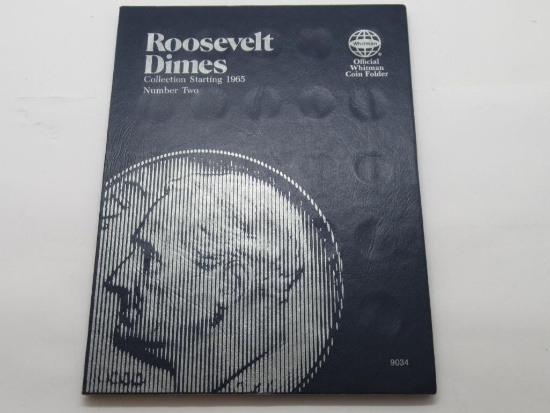 Roosevelt
Dimes
Collection Starting 1965
Number Two
Whitman
®
Official
Whitman
Coin Folder
9034